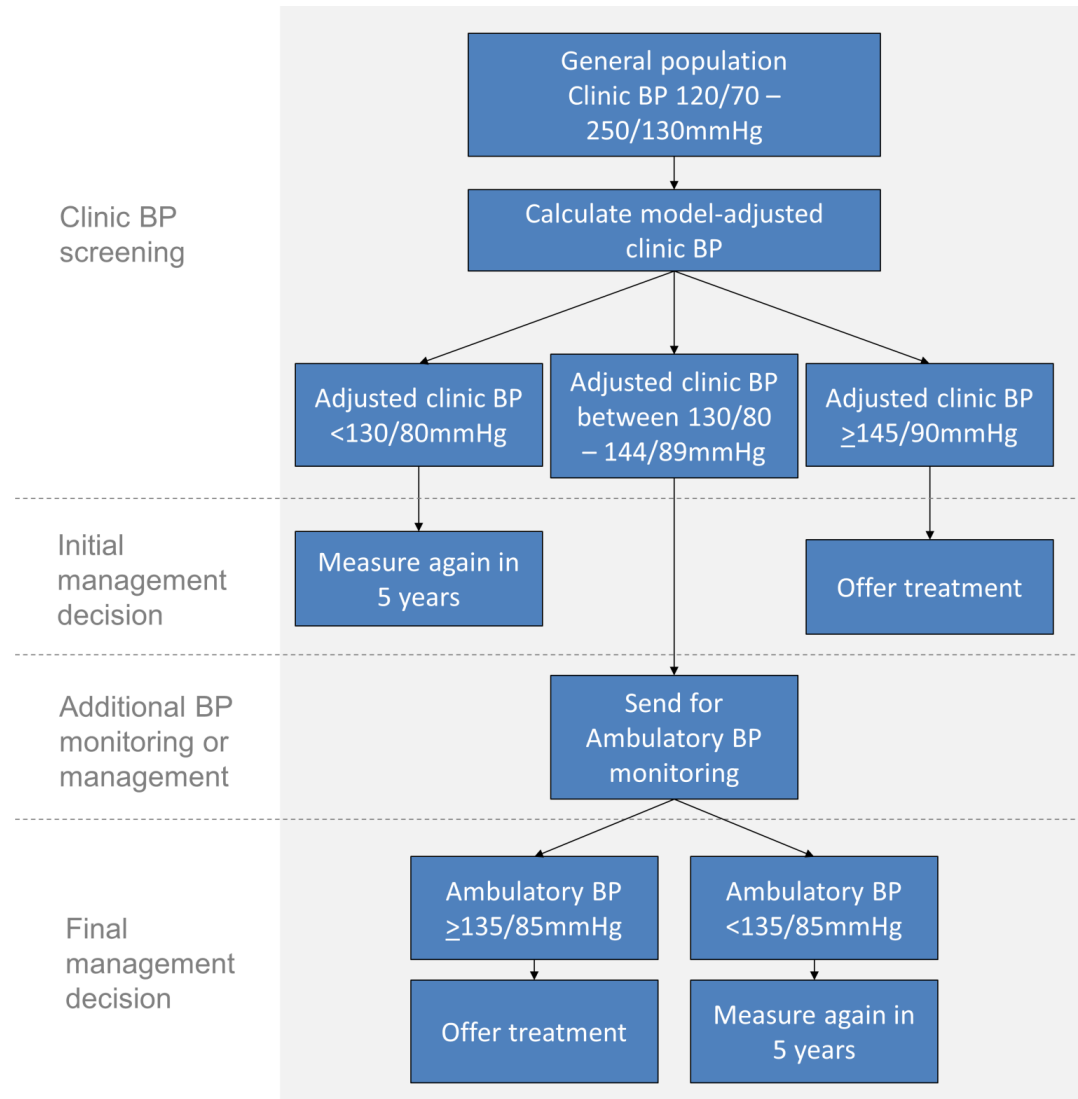 General population
Clinic BP 120/70 –
250/130mmHg
Clinic BP
screening
Calculate model-adjusted
clinic BP
Adjusted clinic BP
<130/80mmHg
Adjusted clinic BP
between 130/80
– 144/89mmHg
Adjusted clinic BP
≥145/90mmHg
Initial
management
decision
Measure again in
5 years
Offer treatment
Additional BP
monitoring or
management
Send for
Ambulatory BP
monitoring
Final
management
decision
Ambulatory BP
≥135/85mmHg
Ambulatory BP
<135/85mmHg
Offer treatment
Measure again in
5 years